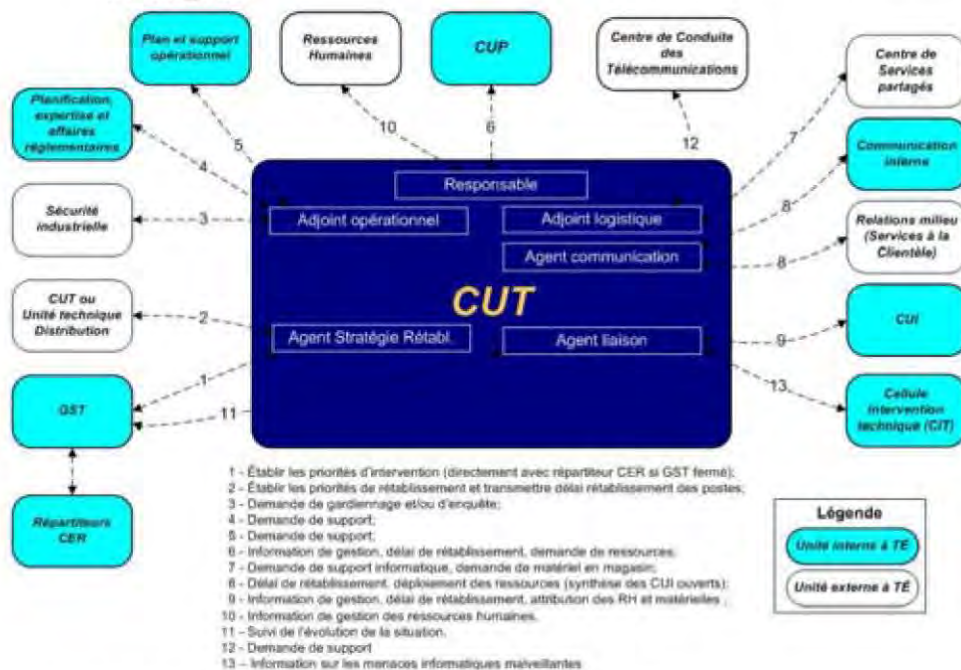 Plan et support
opérationnel
Ressources
Humaines
CUP
Centre de Conduite
des
Télécommunications
Centre de
Services
partagés
Planification,
expertise et
affaires
réglementaires
Communication
interne
Sécurité
industrielle
Relations milieu
(Services à la
Clientèle)
CUT ou
Unité technique
Distribution
CUI
GST
Cellule
Intervention
technique (CIT)
Répartiteurs
CER
5
10
6
12
7
4
8
3
8
2
9
1
13
11
Responsable
Adjoint opérationnel
Adjoint logistique
Agent communication
CUT
Agent Stratégie Rétabl.
Agent liaison
1 - Établir les priorités d'intervention (directement avec répartiteur CER si GST fermé);
2 - Établir les priorités de rétablissement et transmettre délai rétablissement des postes;
3 - Demande de gardiennage et/ou d'enquête;
4 - Demande de support;
5 - Demande de support;
6 - Information de gestion, délai de rétablissement, demande de ressources;
7 - Demande de support informatique, demande de matériel en magasin;
8 - Délai de rétablissement, déploiement des ressources (synthèse des CUI ouverts);
9 - Information de gestion, délai de rétablissement, attribution des RH et matérielles ;
10 - Information de gestion des ressources humaines.
11 - Suivi de l'évolution de la situation.
12 - Demande de support
13 - Information sur les menaces informatiques malveillantes
Légende
Unité interne à TÉ
Unité externe à TÉ